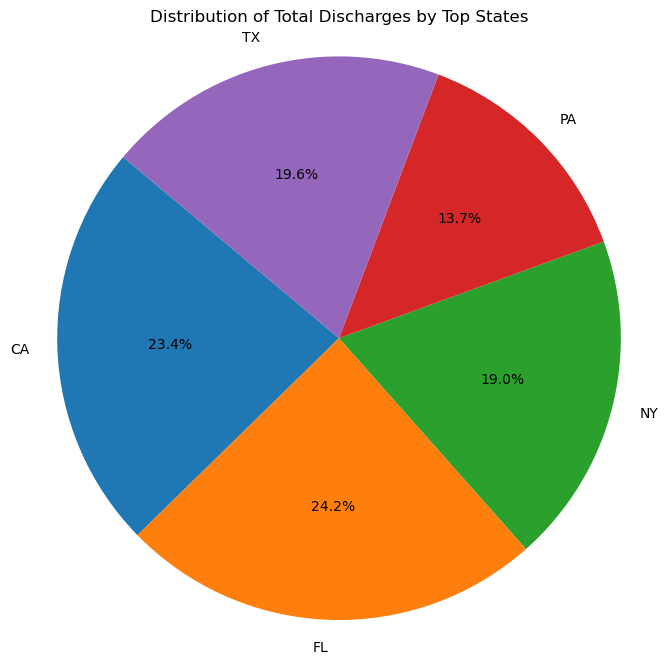 Distribution of Total Discharges by Top States
TX
PA
19.6%
13.7%
CA
23.4%
19.0%
NY
24.2%
FL